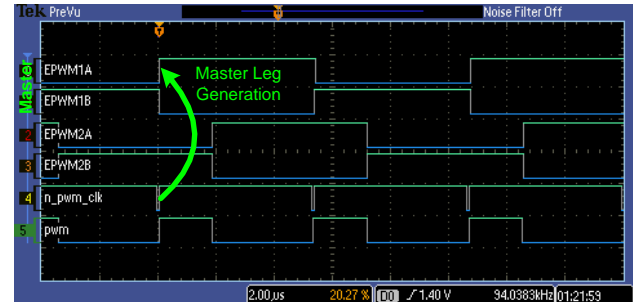 Tek PreVu
Noise Filter Off
Master
EPWM1A
Master Leg
Generation
EPWM1B
2 EPWM2A
3 EPWM2B
4 n_pwm_clk
5 pwm
2.00µs 20.27 % D0 1.40 V 94.0383kHz 01:21:59